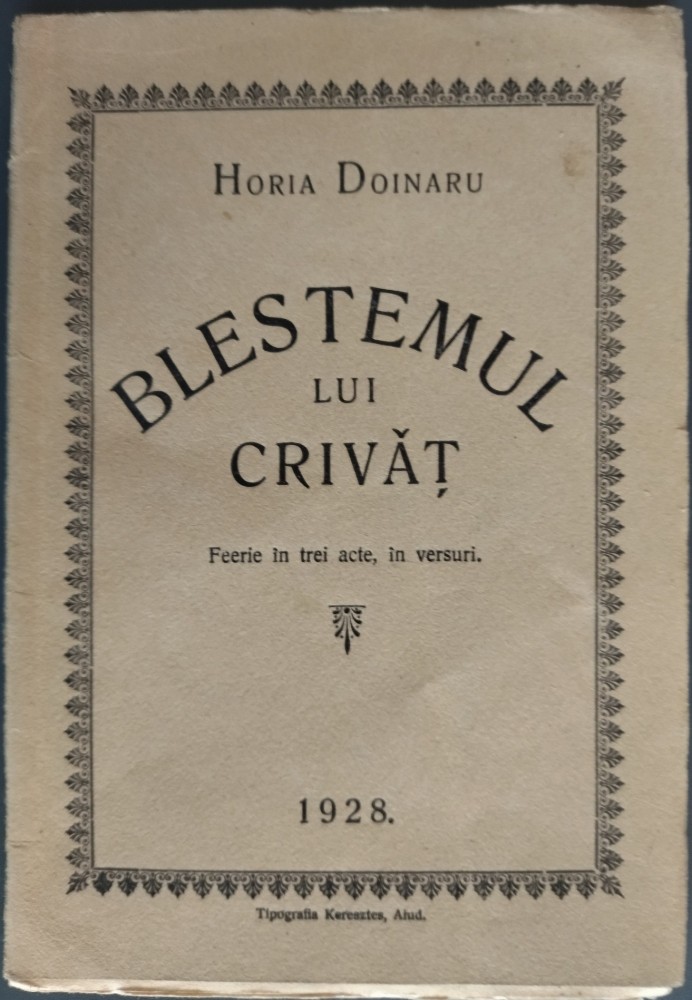 HORIA DOINARU
BLESTEMUL
LUI
CRIVĂȚ
Feerie în trei acte, în versuri.
1928.
Tipografia Keresztes, Aiud.